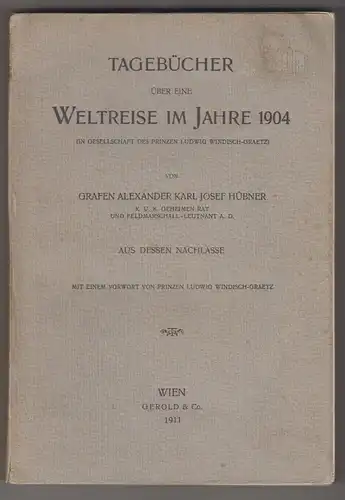 TAGEBÜCHER
ÜBER EINE
WELTREISE IM JAHRE 1904
(IN GESELLSCHAFT DES PRINZEN LUDWIG WINDISCH-GRAETZ)
VON
GRAFEN ALEXANDER KARL JOSEF HÜBNER
K. U. K. GEHEIMEN RAT
UND FELDMARSCHALL-LEUTNANT A. D.
AUS DESSEN NACHLASSE
MIT EINEM VORWORT VON PRINZEN LUDWIG WINDISCH-GRAETZ
WIEN
GEROLD & Co.
1911